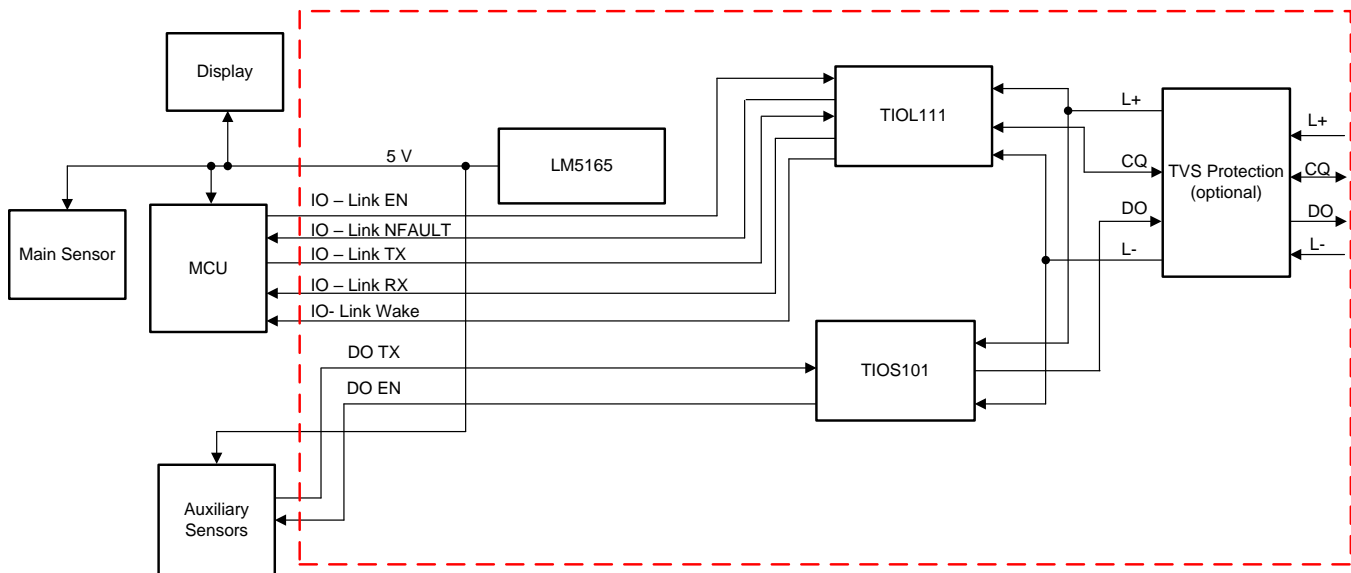 Display
TIOL111
L+
L+
5 V
LM5165
CQ
TVS Protection
(optional)
CQ
IO – Link EN
DO
DO
Main Sensor
MCU
IO – Link NFAULT
IO – Link TX
L-
L-
IO – Link RX
IO- Link Wake
DO TX
TIOS101
DO EN
Auxiliary
Sensors